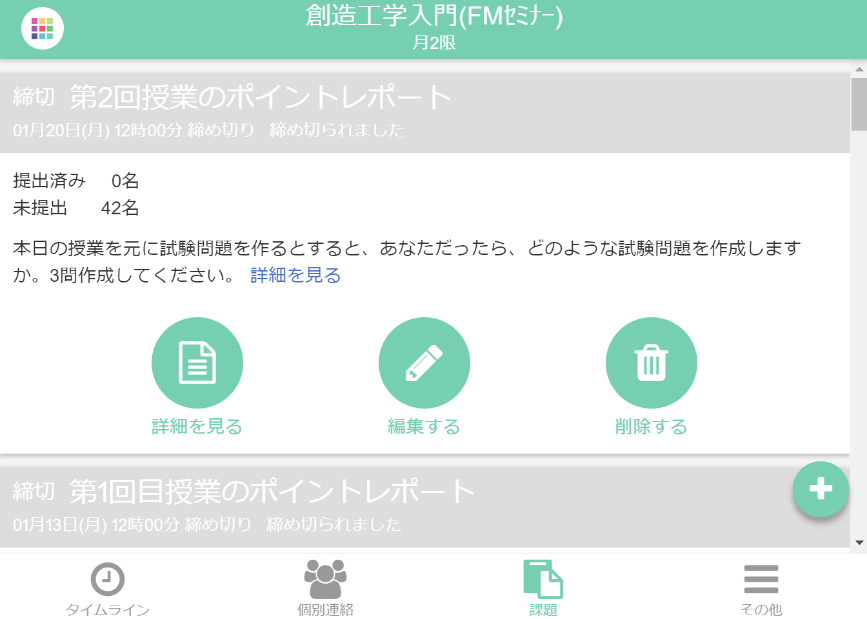 創造工学入門(FMセミナー)
月2限
締切 第2回授業のポイントレポート
01月20日(月) 12時00分 締め切り 締め切られました
提出済み 0名
未提出 42名
本日の授業を元に試験問題を作るとすると、あなただったら、どのような試験問題を作成します
か。3問作成してください。 詳細を見る
詳細を見る 編集する 削除する
締切 第1回目授業のポイントレポート
01月13日(月) 12時00分 締め切り 締め切られました
タイムライン 個別連絡 課題 その他